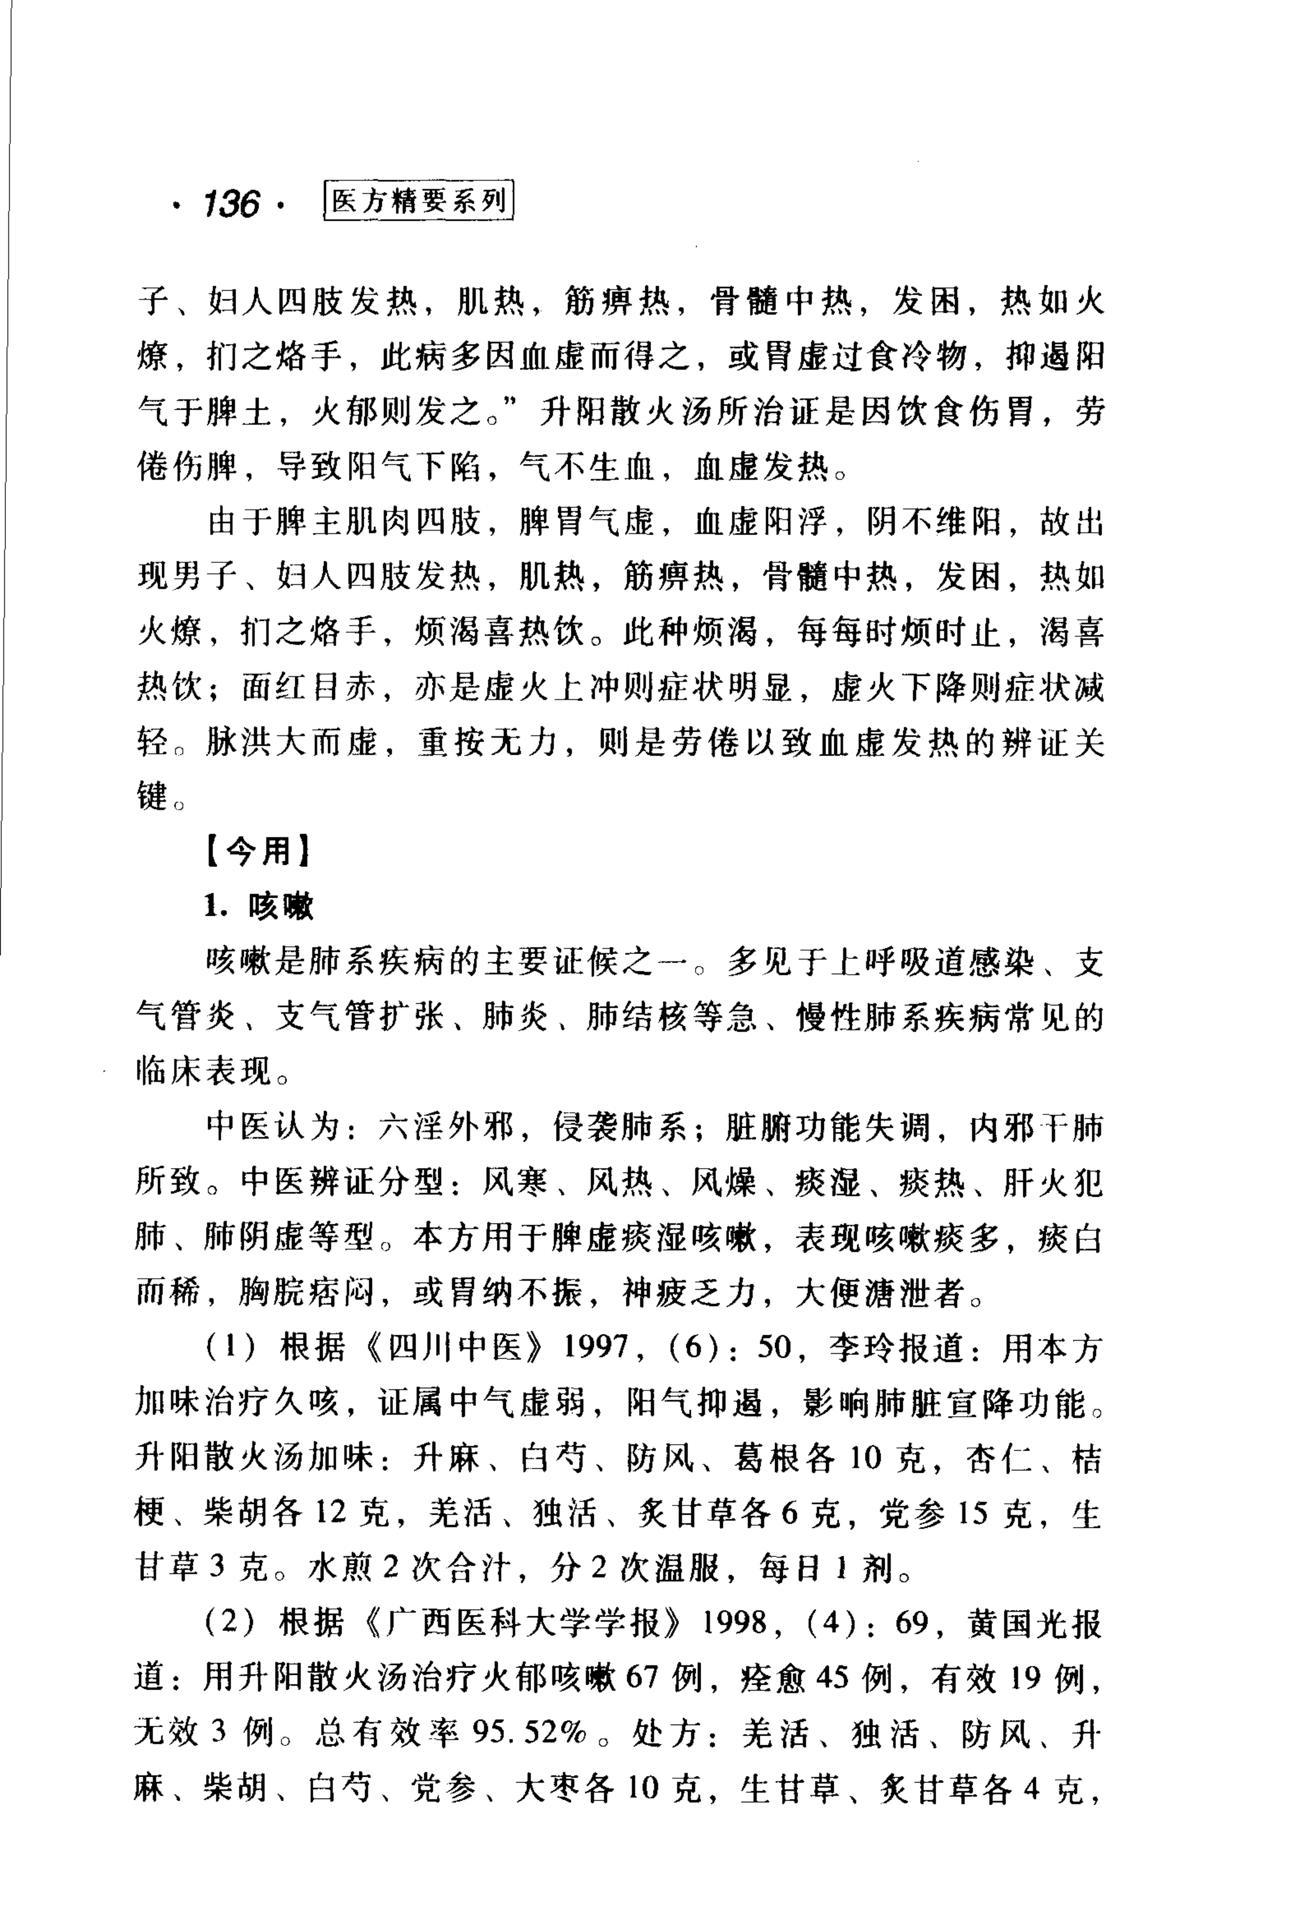 · 136 · 医方精要系列
子、妇人四肢发热，肌热，筋痹热，骨髓中热，发困，热如火
燎，扪之烙手，此病多因血虚而得之，或胃虚过食冷物，抑遏阳
气于脾土，火郁则发之。”升阳散火汤所治证是因饮食伤胃，劳
倦伤脾，导致阳气下陷，气不生血，血虚发热。
由于脾主肌肉四肢，脾胃气虚，血虚阳浮，阴不维阳，故出
现男子、妇人四肢发热，肌热，筋痹热，骨髓中热，发困，热如
火燎，扪之烙手，烦渴喜热饮。此种烦渴，每每时烦时止，渴喜
热饮；面红目赤，亦是虚火上冲则症状明显，虚火下降则症状减
轻。脉洪大而虚，重按无力，则是劳倦以致血虚发热的辨证关
键。
【今用】
1. 咳嗽
咳嗽是肺系疾病的主要证候之一。多见于上呼吸道感染、支
气管炎、支气管扩张、肺炎、肺结核等急、慢性肺系疾病常见的
临床表现。
中医认为：六淫外邪，侵袭肺系；脏腑功能失调，内邪干肺
所致。中医辨证分型：风寒、风热、风燥、痰湿、痰热、肝火犯
肺、肺阴虚等型。本方用于脾虚痰湿咳嗽，表现咳嗽痰多，痰白
而稀，胸脘痞闷，或胃纳不振，神疲乏力，大便溏泄者。
（1）根据《四川中医》1997，（6）：50，李玲报道：用本方
加味治疗久咳，证属中气虚弱，阳气抑遏，影响肺脏宣降功能。
升阳散火汤加味：升麻、白芍、防风、葛根各 10 克，杏仁、桔
梗、柴胡各 12 克，羌活、独活、炙甘草各 6 克，党参 15 克，生
甘草 3 克。水煎 2 次合汁，分 2 次温服，每日 1 剂。
（2）根据《广西医科大学学报》1998，（4）：69，黄国光报
道：用升阳散火汤治疗火郁咳嗽 67 例，痊愈 45 例，有效 19 例，
无效 3 例。总有效率 95.52%。处方：羌活、独活、防风、升
麻、柴胡、白芍、党参、大枣各 10 克，生甘草、炙甘草各 4 克，